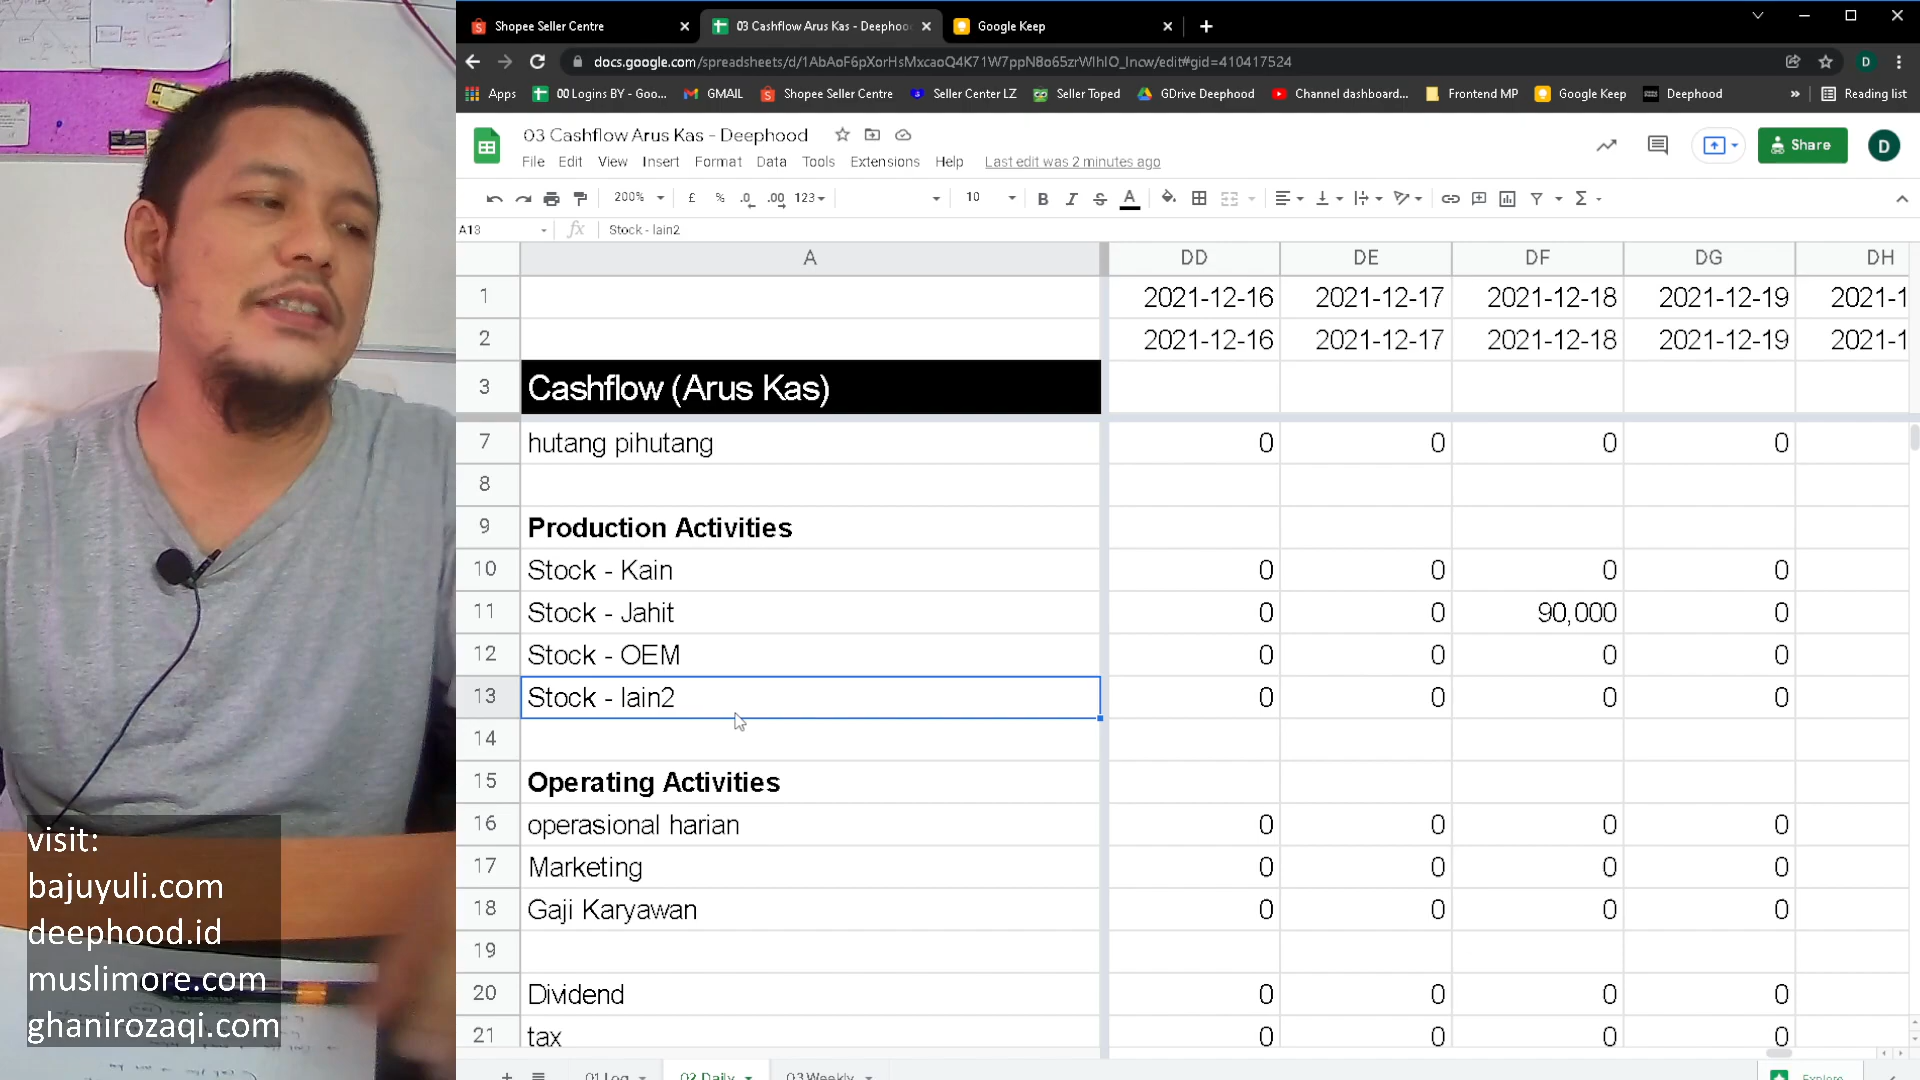 Shopee Seller Centre
03 Cashflow Arus Kas - Deephoo
Google Keep
docs.google.com/spreadsheets/d/1AbAoF6pXorHsMxcaoQ4K71W7ppN8o65zrWIhIO_Incw/edit#gid=410417524
Apps
00 Logins BY - Goo...
GMAIL
Shopee Seller Centre
Seller Center LZ
Seller Toped
GDrive Deephood
Channel dashboard...
Frontend MP
Google Keep
Deephood
Reading list
03 Cashflow Arus Kas - Deephood
File Edit View Insert Format Data Tools Extensions Help Last edit was 2 minutes ago
Share
D
200% £ % .0 .00 123 10 B I S A
A13 fx Stock - lain2
A DD DE DF DG DH
1 2021-12-16 2021-12-17 2021-12-18 2021-12-19 2021-1
2 2021-12-16 2021-12-17 2021-12-18 2021-12-19 2021-1
3 Cashflow (Arus Kas)
7 hutang pihutang 0 0 0 0
8
9 Production Activities
10 Stock - Kain 0 0 0 0
11 Stock - Jahit 0 0 90,000 0
12 Stock - OEM 0 0 0 0
13 Stock - lain2 0 0 0 0
14
15 Operating Activities
16 operasional harian 0 0 0 0
17 Marketing 0 0 0 0
18 Gaji Karyawan 0 0 0 0
19
20 Dividend 0 0 0 0
21 tax 0 0 0 0
01 Log 02 Daily 03 Weekly
Explore
visit:
bajuyuli.com
deephood.id
muslimore.com
ghanirozaqi.com